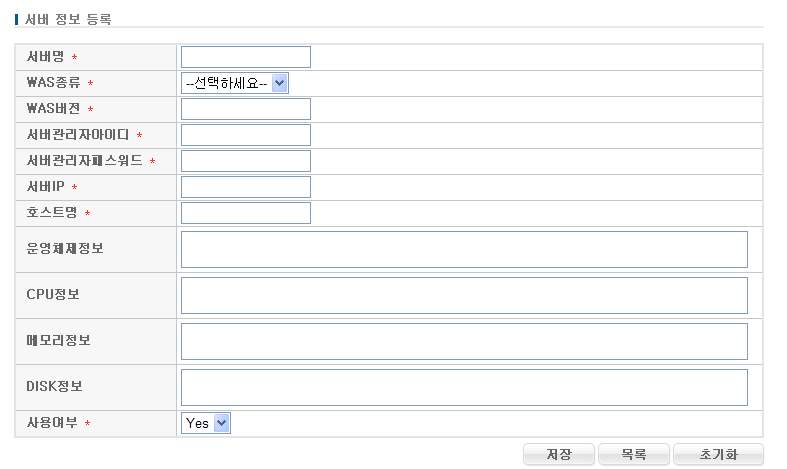 서버 정보 등록
서버명 *
WAS종류 * --선택하세요--
WAS버전 *
서버관리자아이디 *
서버관리자패스워드 *
서버IP *
호스트명 *
운영체제정보
CPU정보
메모리정보
DISK정보
사용여부 * Yes
저장 목록 초기화